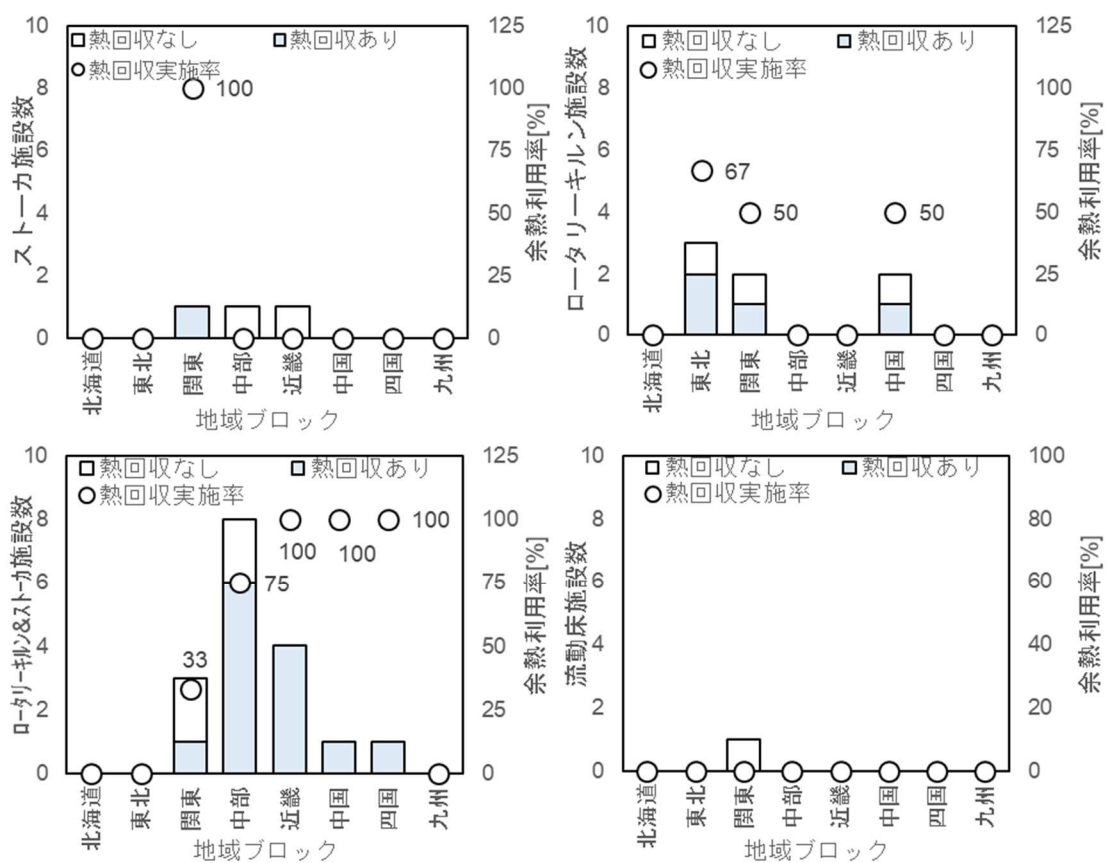 10
8
6
4
2
0
ストーカ施設数
熱回収なし 熱回収あり
熱回収実施率
100
125
100
75
50
25
0
余熱利用率[%]
北海道 東北 関東 中部 近畿 中国 四国 九州
地域ブロック
10
8
6
4
2
0
ロータリーキルン施設数
熱回収なし 熱回収あり
熱回収実施率
67
50
50
125
100
75
50
25
0
余熱利用率[%]
北海道 東北 関東 中部 近畿 中国 四国 九州
地域ブロック
10
8
6
4
2
0
ロータリーキルン&ストーカ施設数
熱回収なし 熱回収あり
熱回収実施率
33
75
100
100
100
125
100
75
50
25
0
余熱利用率[%]
北海道 東北 関東 中部 近畿 中国 四国 九州
地域ブロック
10
8
6
4
2
0
流動床施設数
熱回収なし 熱回収あり
熱回収実施率
100
80
60
40
20
0
余熱利用率[%]
北海道 東北 関東 中部 近畿 中国 四国 九州
地域ブロック